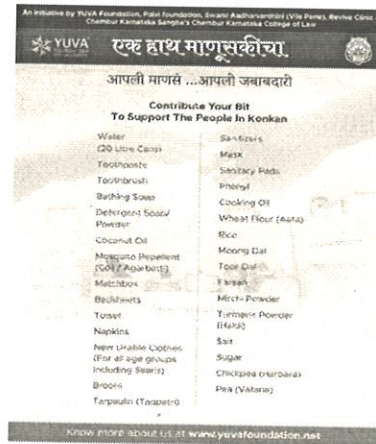 An Initiative by YUVA Foundation, Palvi foundation, Swami Aadharvardhini (Vile Parle), Revive Clinic
Chembur Karnataka Sangha's Chembur Karnataka College of Law
YUVA
एक हाथ माणूसकीचा
आपली माणसं ...आपली जबाबदारी
Contribute Your Bit
To Support The People In Konkan
Water
(20 Litre Cans)
Toothpaste
Toothbrush
Bathing Soap
Detergent Soap/
Powder
Coconut Oil
Mosquito Repellent
(Coil / Agarbatti)
Matchbox
Bedsheets
Towel
Napkins
New Usable Clothes
(For all age groups
including Saaris)
Broom
Tarpaulin (Tadpatri)
Sanitizers
Mask
Sanitary Pads
Phenyl
Cooking Oil
Wheat Flour (Aata)
Rice
Moong Dal
Toor Dal
Farsan
Mirchi Powder
Turmeric Powder
(Haldi)
Salt
Sugar
Chickpea (Harbara)
Pea (Vatana)
Know more about us at www.yuvafoundation.net